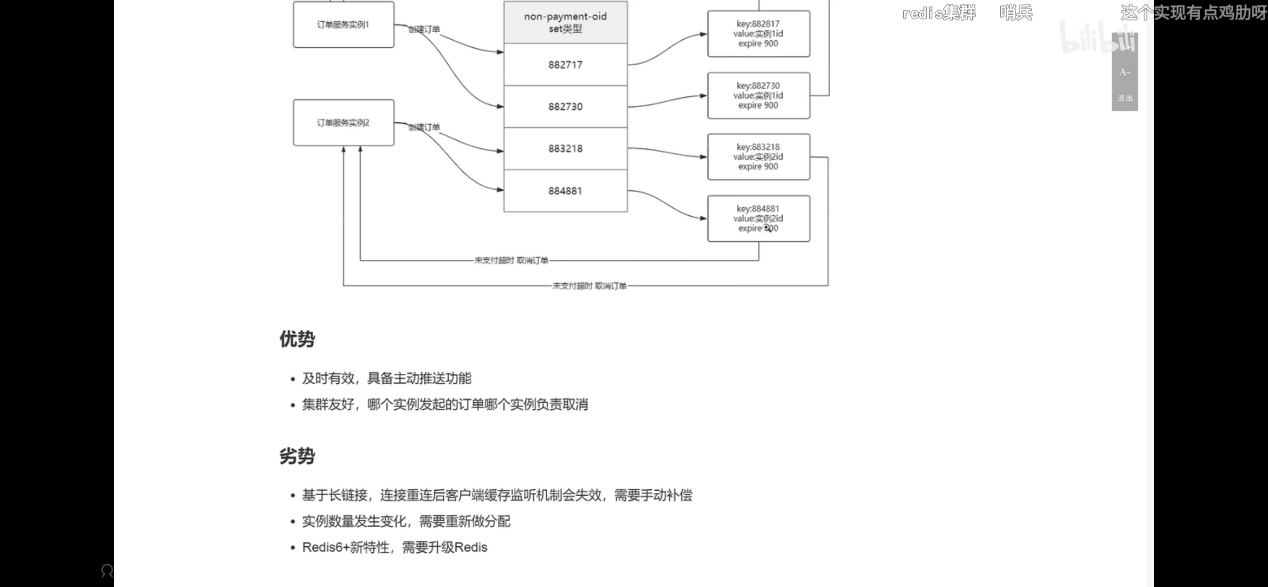 redis集群 哨兵 这个实现有点鸡肋呀
bilibili
A-
退出
订单服务实例1
创建订单
non-payment-oid
set类型
882717
882730
883218
884881
key:882817
value:实例1id
expire 900
key:882730
value:实例1id
expire 900
订单服务实例2
创建订单
key:883218
value:实例2id
expire 900
key:884881
value:实例2id
expire 900
未支付超时 取消订单
未支付超时 取消订单
优势
• 及时有效，具备主动推送功能
• 集群友好，哪个实例发起的订单哪个实例负责取消
劣势
• 基于长链接，连接重连后客户端缓存监听机制会失效，需要手动补偿
• 实例数量发生变化，需要重新做分配
• Redis6+新特性，需要升级Redis